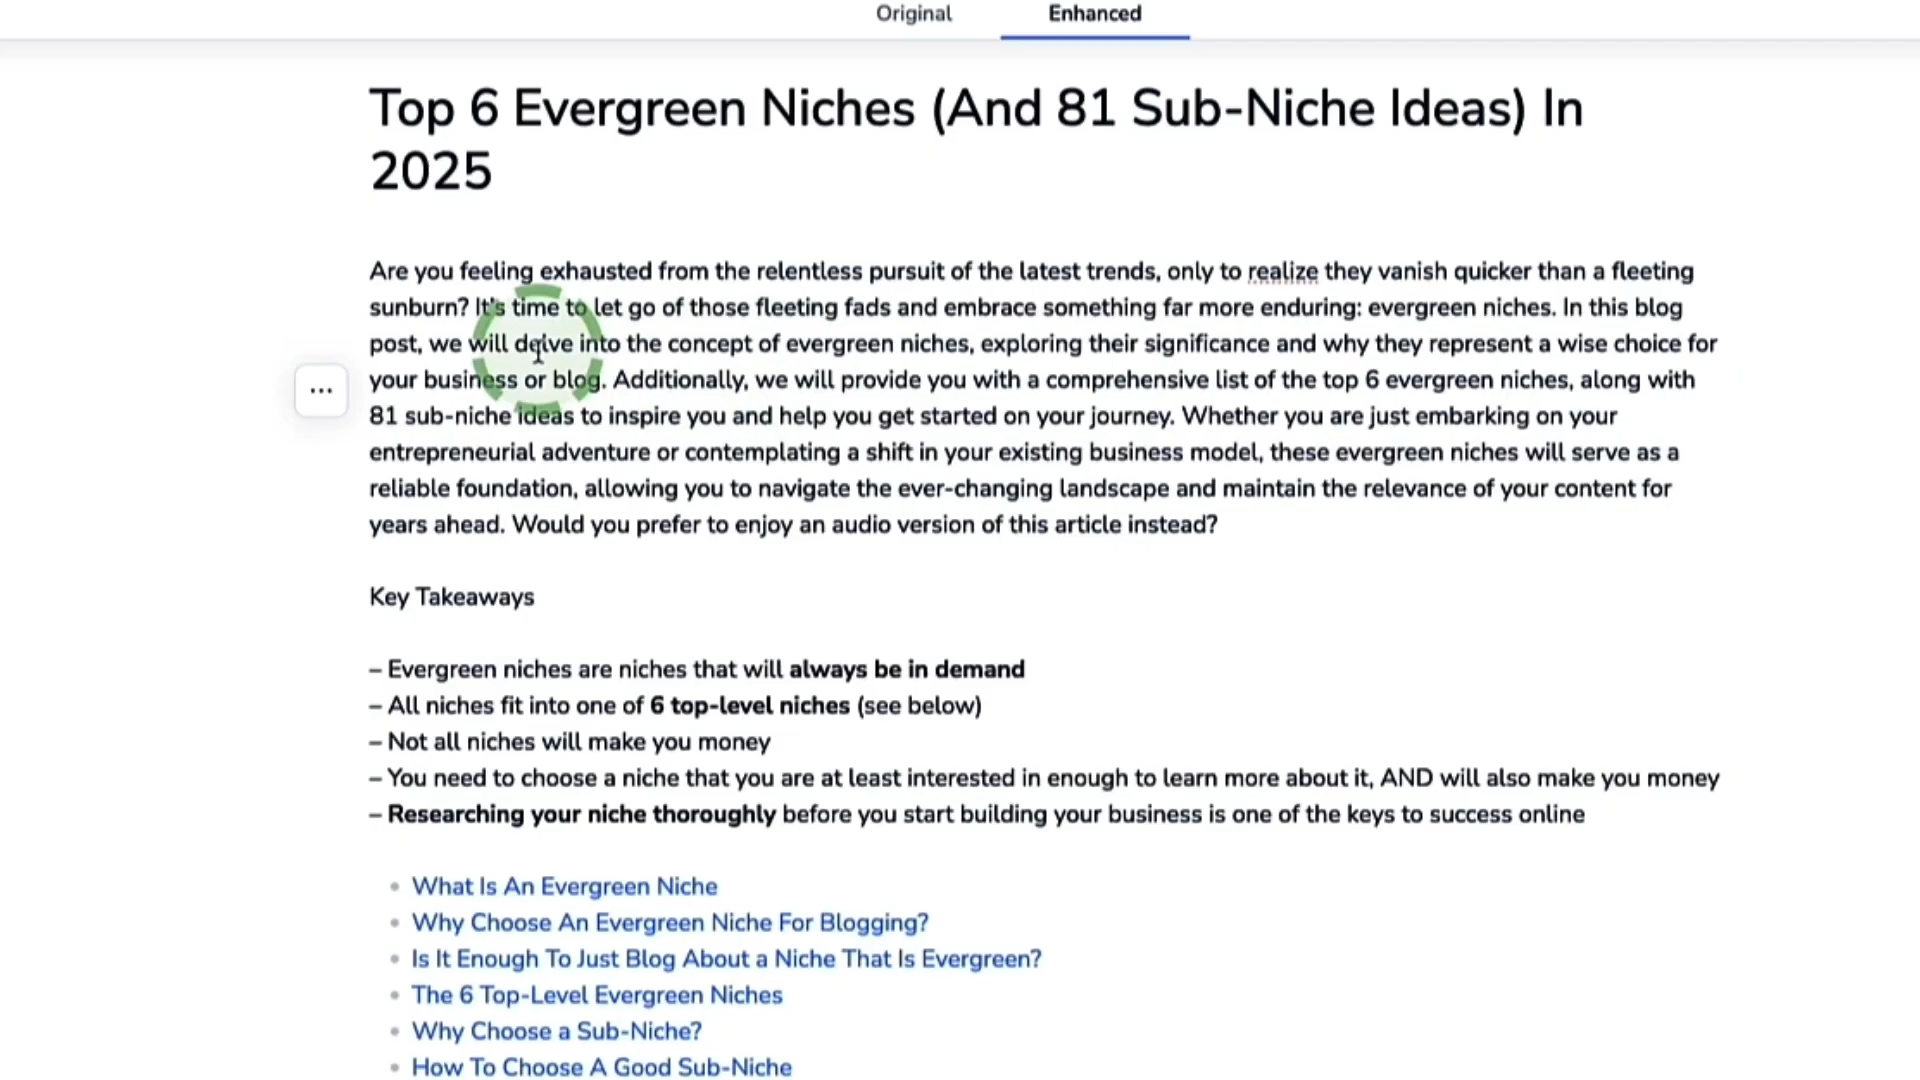 Original Enhanced
Top 6 Evergreen Niches (And 81 Sub-Niche Ideas) In
2025
Are you feeling exhausted from the relentless pursuit of the latest trends, only to realize they vanish quicker than a fleeting
sunburn? It's time to let go of those fleeting fads and embrace something far more enduring: evergreen niches. In this blog
post, we will delve into the concept of evergreen niches, exploring their significance and why they represent a wise choice for
your business or blog. Additionally, we will provide you with a comprehensive list of the top 6 evergreen niches, along with
81 sub-niche ideas to inspire you and help you get started on your journey. Whether you are just embarking on your
entrepreneurial adventure or contemplating a shift in your existing business model, these evergreen niches will serve as a
reliable foundation, allowing you to navigate the ever-changing landscape and maintain the relevance of your content for
years ahead. Would you prefer to enjoy an audio version of this article instead?
Key Takeaways
– Evergreen niches are niches that will always be in demand
– All niches fit into one of 6 top-level niches (see below)
– Not all niches will make you money
– You need to choose a niche that you are at least interested in enough to learn more about it, AND will also make you money
– Researching your niche thoroughly before you start building your business is one of the keys to success online
• What Is An Evergreen Niche
• Why Choose An Evergreen Niche For Blogging?
• Is It Enough To Just Blog About a Niche That Is Evergreen?
• The 6 Top-Level Evergreen Niches
• Why Choose a Sub-Niche?
• How To Choose A Good Sub-Niche